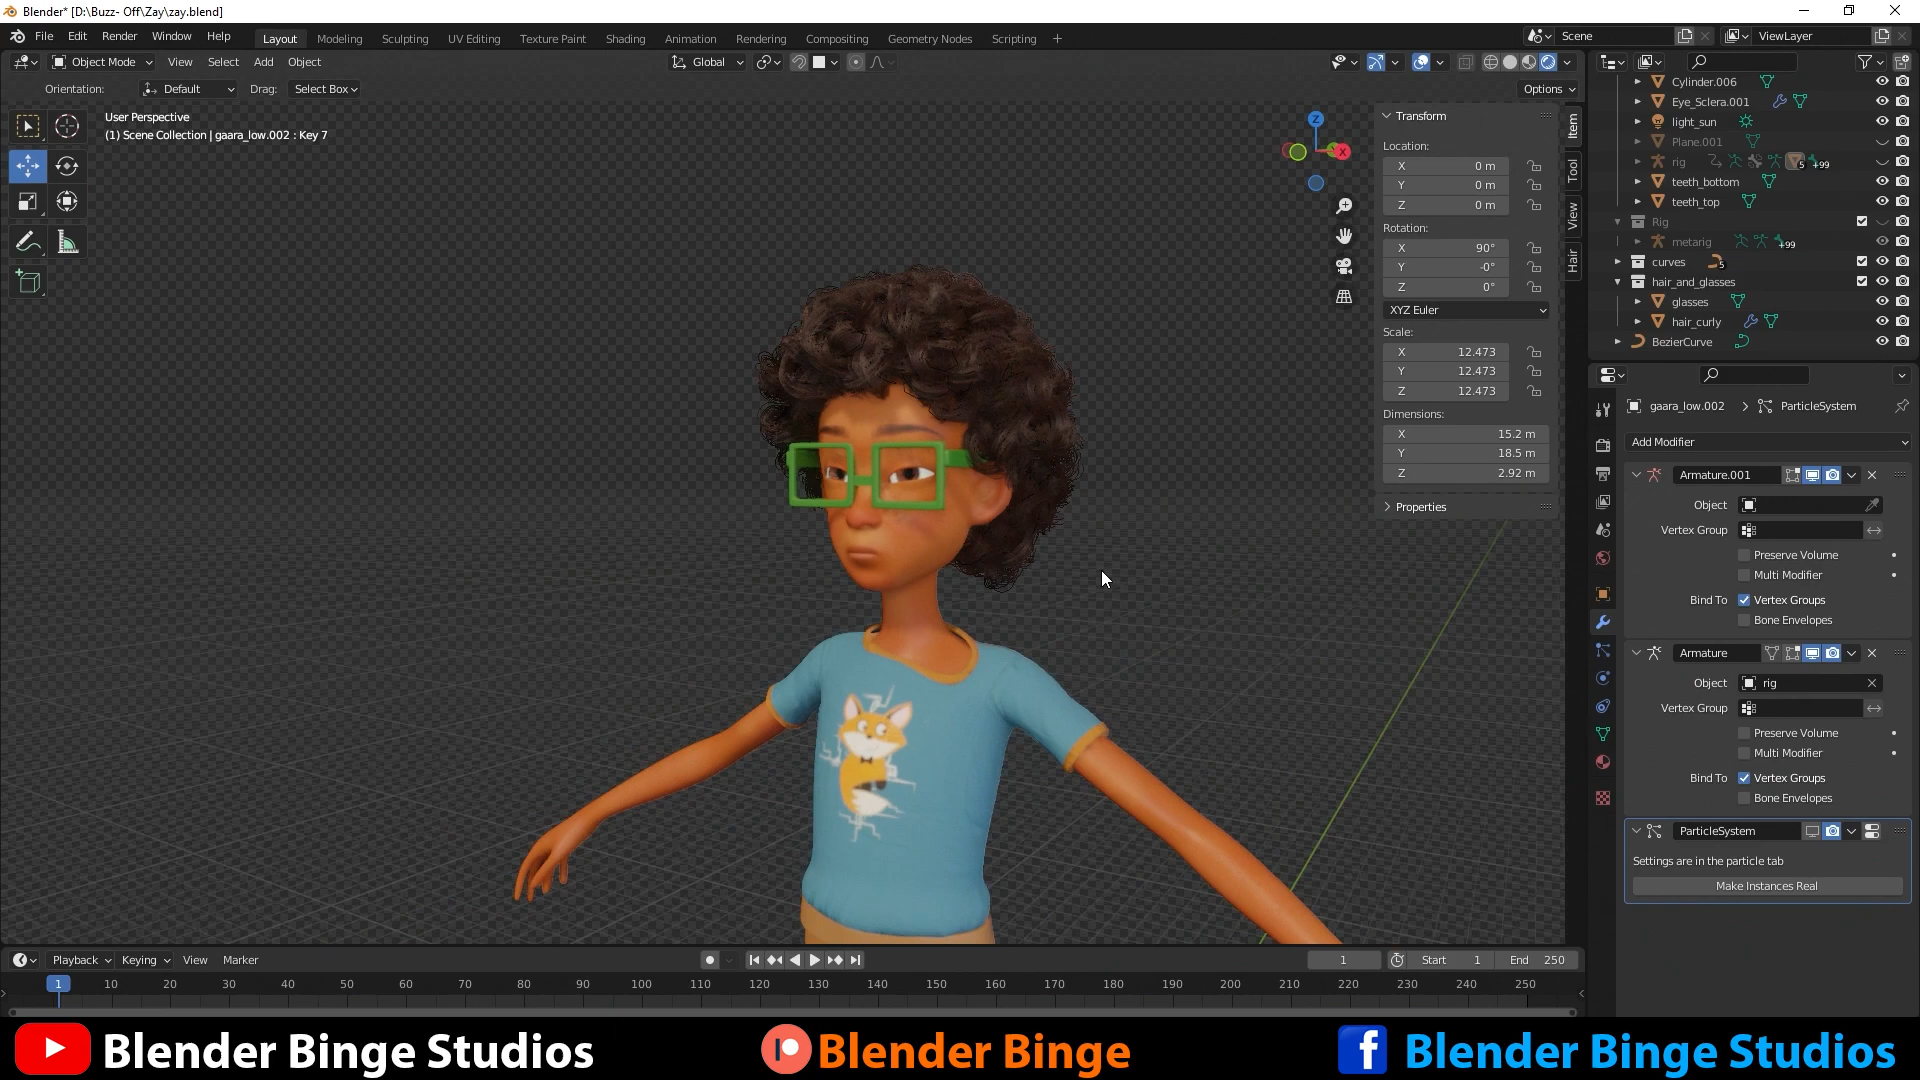 Blender* [D:\Buzz- Off\Zay\zay.blend]
File Edit Render Window Help
Layout Modeling Sculpting UV Editing Texture Paint Shading Animation Rendering Compositing Geometry Nodes Scripting +
Scene
ViewLayer
Object Mode View Select Add Object
Global
Orientation: Default Drag: Select Box
Options
User Perspective
(1) Scene Collection | gaara_low.002 : Key 7
Z
X
Y
Item
Tool
View
Hair
Transform
Location:
X 0 m
Y 0 m
Z 0 m
Rotation:
X 90°
Y -0°
Z 0°
XYZ Euler
Scale:
X 12.473
Y 12.473
Z 12.473
Dimensions:
X 15.2 m
Y 18.5 m
Z 2.92 m
Properties
Cylinder.006
Eye_Sclera.001
light_sun
Plane.001
rig 5 +99
teeth_bottom
teeth_top
Rig
metarig +99
curves 5
hair_and_glasses
glasses
hair_curly
BezierCurve
gaara_low.002 > ParticleSystem
Add Modifier
Armature.001
Object
Vertex Group
Preserve Volume
Multi Modifier
Bind To Vertex Groups
Bone Envelopes
Armature
Object rig
Vertex Group
Preserve Volume
Multi Modifier
Bind To Vertex Groups
Bone Envelopes
ParticleSystem
Settings are in the particle tab
Make Instances Real
Playback Keying View Marker
1 Start 1 End 250
1 10 20 30 40 50 60 70 80 90 100 110 120 130 140 150 160 170 180 190 200 210 220 230 240 250
Blender Binge Studios
Blender Binge
f Blender Binge Studios